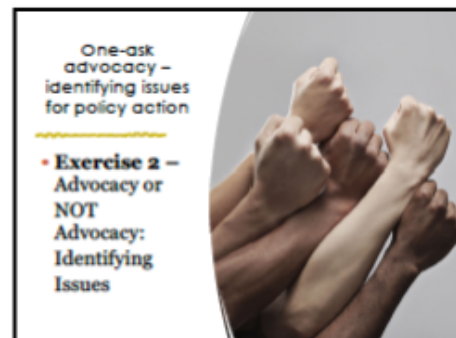 One-ask
advocacy –
identifying issues
for policy action
• Exercise 2 –
Advocacy or
NOT
Advocacy:
Identifying
Issues